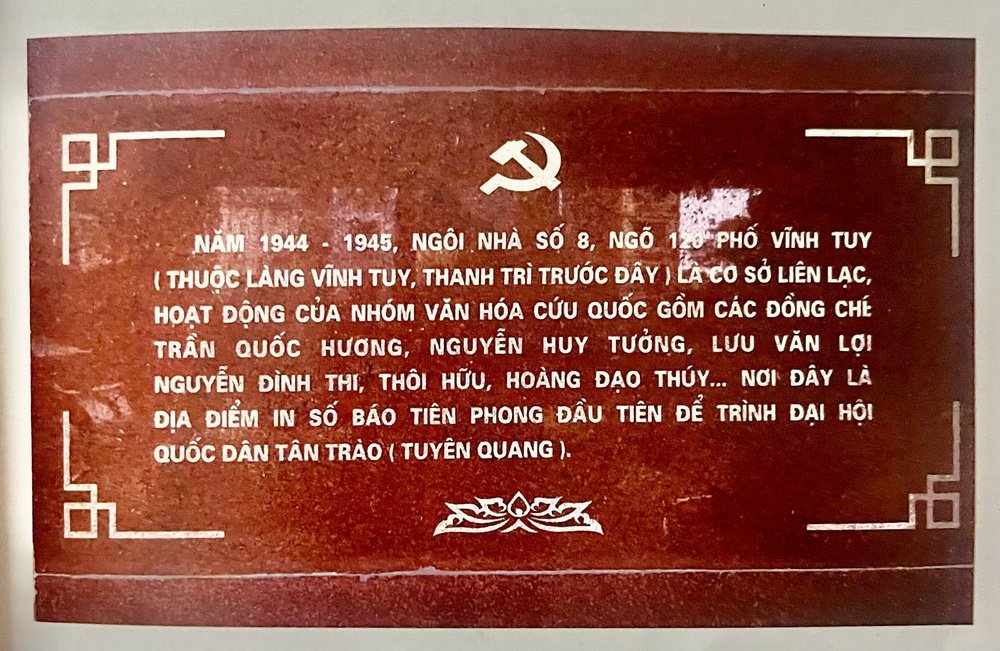 NĂM 1944 - 1945, NGÔI NHÀ SỐ 8, NGÕ 120 PHỐ VĨNH TUY
( THUỘC LÀNG VĨNH TUY, THANH TRÌ TRƯỚC ĐÂY ) LÀ CƠ SỞ LIÊN LẠC,
HOẠT ĐỘNG CỦA NHÓM VĂN HÓA CỨU QUỐC GỒM CÁC ĐỒNG CHÍ
TRẦN QUỐC HƯƠNG, NGUYỄN HUY TƯỞNG, LƯU VĂN LỢI
NGUYỄN ĐÌNH THI, THÔI HỮU, HOÀNG ĐẠO THÚY... NƠI ĐÂY LÀ
ĐỊA ĐIỂM IN SỐ BÁO TIÊN PHONG ĐẦU TIÊN ĐỂ TRÌNH ĐẠI HỘI
QUỐC DÂN TÂN TRÀO ( TUYÊN QUANG ).